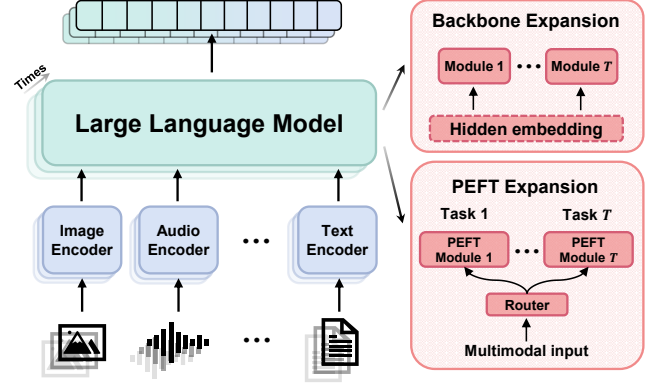 Times
Large Language Model
Image
Encoder
Audio
Encoder
...
Text
Encoder
...
Backbone Expansion
Module 1
...
Module T
Hidden embedding
PEFT Expansion
Task 1
Task T
PEFT
Module 1
...
PEFT
Module T
Router
Multimodal input